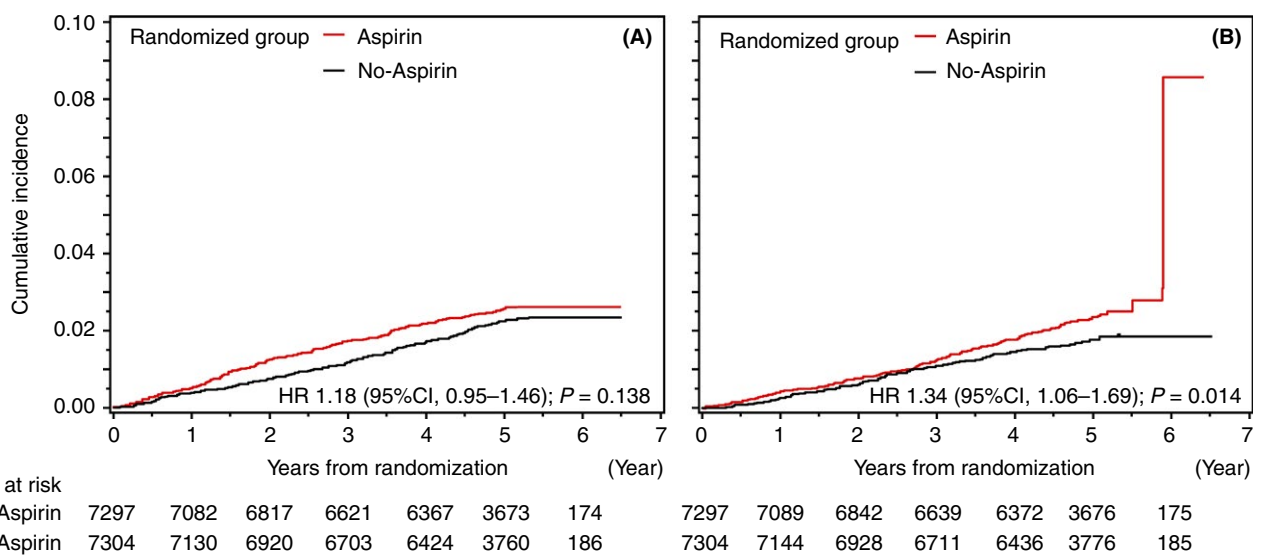 Randomized group Aspirin (A)
No-Aspirin
Randomized group Aspirin (B)
No-Aspirin
Cumulative incidence
0.10
0.08
0.06
0.04
0.02
0.00
HR 1.18 (95%CI, 0.95–1.46); P = 0.138
HR 1.34 (95%CI, 1.06–1.69); P = 0.014
0 1 2 3 4 5 6 7
0 1 2 3 4 5 6 7
Years from randomization (Year)
Years from randomization (Year)
at risk
Aspirin 7297 7082 6817 6621 6367 3673 174 7297 7089 6842 6639 6372 3676 175
Aspirin 7304 7130 6920 6703 6424 3760 186 7304 7144 6928 6711 6436 3776 185